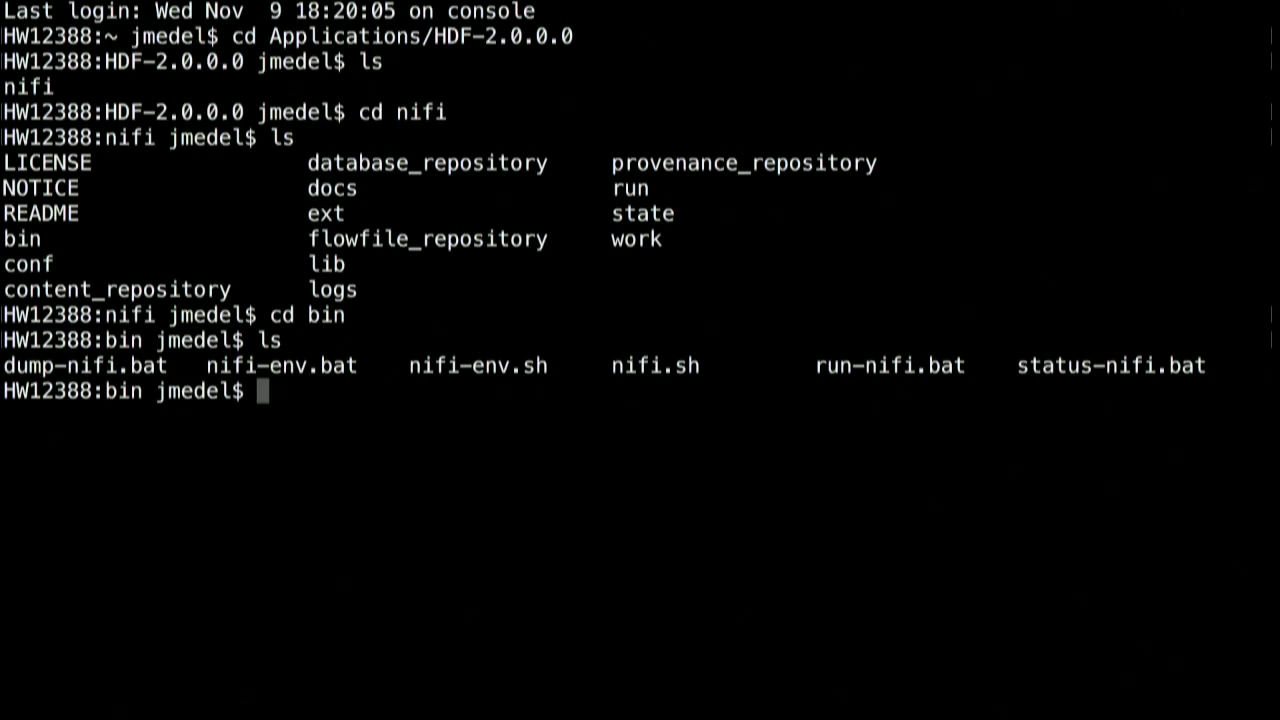 Last login: Wed Nov  9 18:20:05 on console
HW12388:~ jmedel$ cd Applications/HDF-2.0.0.0
HW12388:HDF-2.0.0.0 jmedel$ ls
nifi
HW12388:HDF-2.0.0.0 jmedel$ cd nifi
HW12388:nifi jmedel$ ls
LICENSE database_repository provenance_repository
NOTICE docs run
README ext state
bin flowfile_repository work
conf lib
content_repository logs
HW12388:nifi jmedel$ cd bin
HW12388:bin jmedel$ ls
dump-nifi.bat nifi-env.bat nifi-env.sh nifi.sh run-nifi.bat status-nifi.bat
HW12388:bin jmedel$